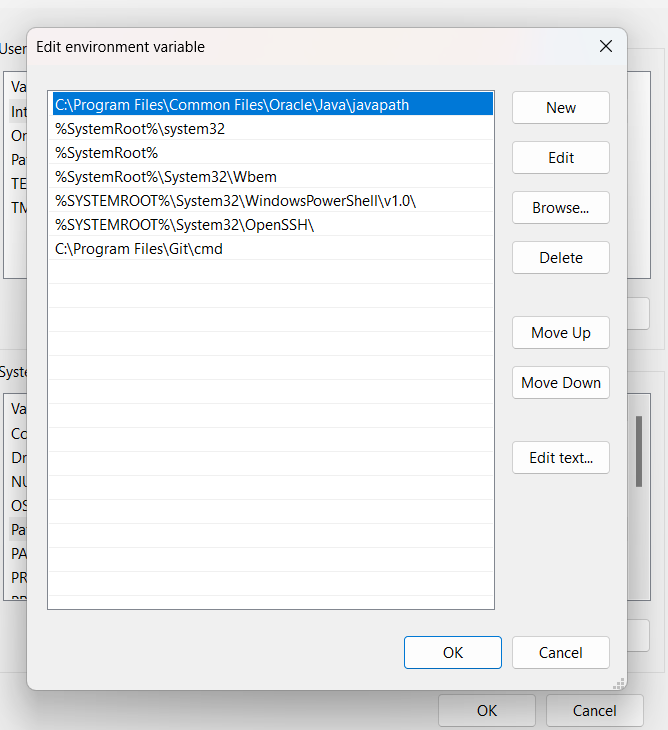 User
Edit environment variable
C:\Program Files\Common Files\Oracle\Java\javapath
%SystemRoot%\system32
%SystemRoot%
%SystemRoot%\System32\Wbem
%SYSTEMROOT%\System32\WindowsPowerShell\v1.0\
%SYSTEMROOT%\System32\OpenSSH\
C:\Program Files\Git\cmd
New
Edit
Browse...
Delete
Move Up
Move Down
Edit text...
OK
Cancel
Va
Int
Or
Pa
TE
TM
Syste
Va
Co
Dr
NU
OS
Pa
PA
PR
OK
Cancel